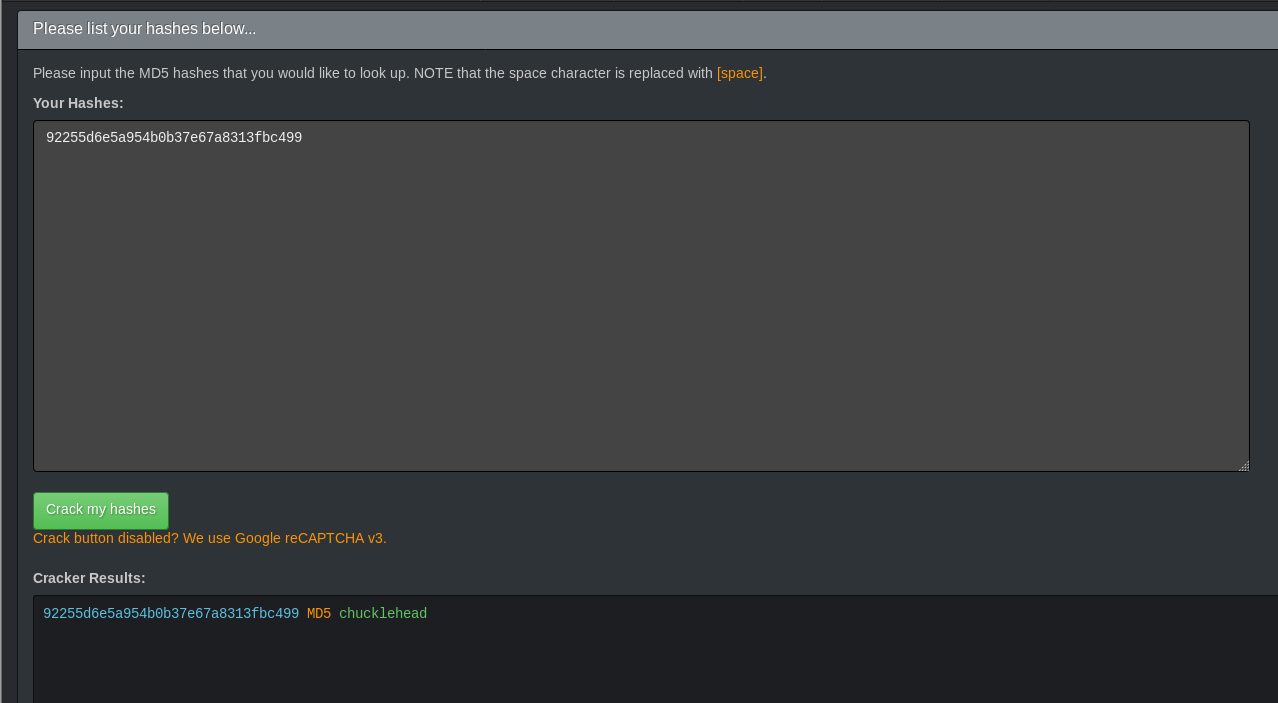 Please list your hashes below...
Please input the MD5 hashes that you would like to look up. NOTE that the space character is replaced with [space].
Your Hashes:
92255d6e5a954b0b37e67a8313fbc499
Crack my hashes
Crack button disabled? We use Google reCAPTCHA v3.
Cracker Results:
92255d6e5a954b0b37e67a8313fbc499 MD5 chucklehead